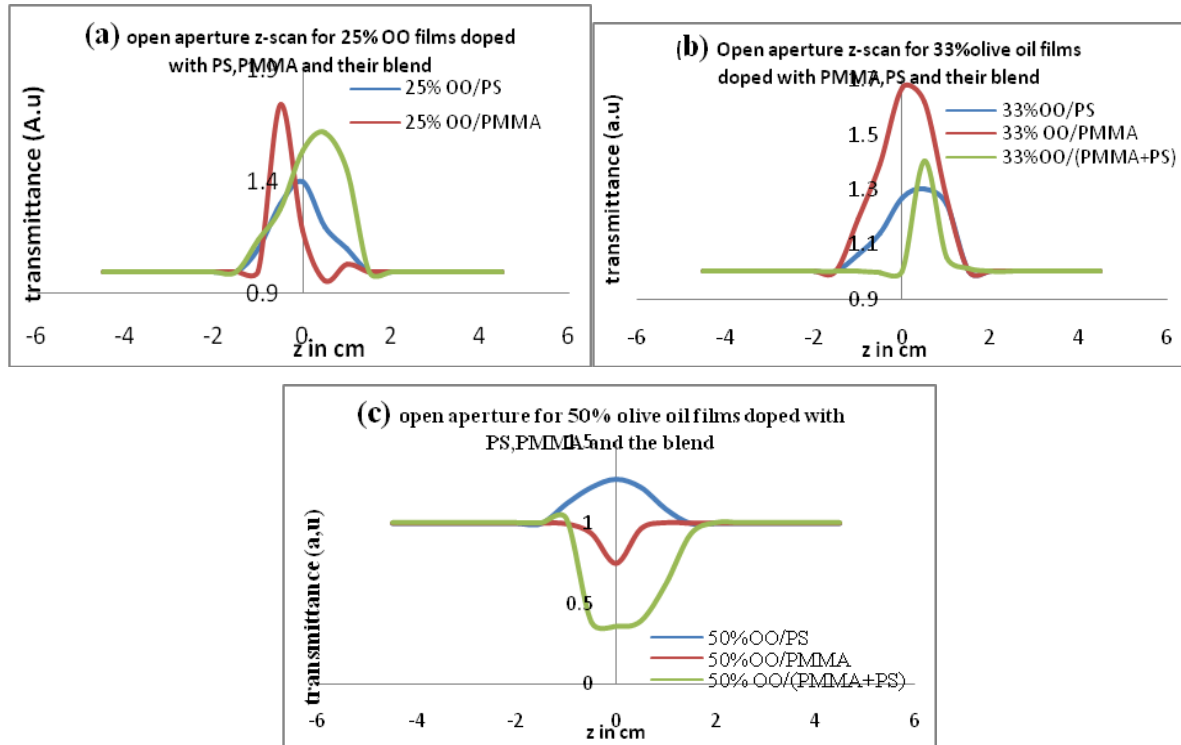 (a) open aperture z-scan for 25% OO films doped
with PS,PMMA and their blend
1.9
25% OO/PS
25% OO/PMMA
transmittance (A.u)
1.4
0.9
-6 -4 -2 0 2 4 6
z in cm
(b) Open aperture z-scan for 33%olive oil films
doped with PMMA,PS and their blend
1.7
33%OO/PS
33% OO/PMMA
33%OO/(PMMA+PS)
transmittance (a.u)
1.5
1.3
1.1
0.9
-6 -4 -2 0 2 4 6
z in cm
(c) open aperture for 50% olive oil films doped with
PS,PMMA and the blend
1.5
transmittance (a,u)
1
0.5
50%OO/PS
50%OO/PMMA
50% OO/(PMMA+PS)
0
-6 -4 -2 0 2 4 6
z in cm